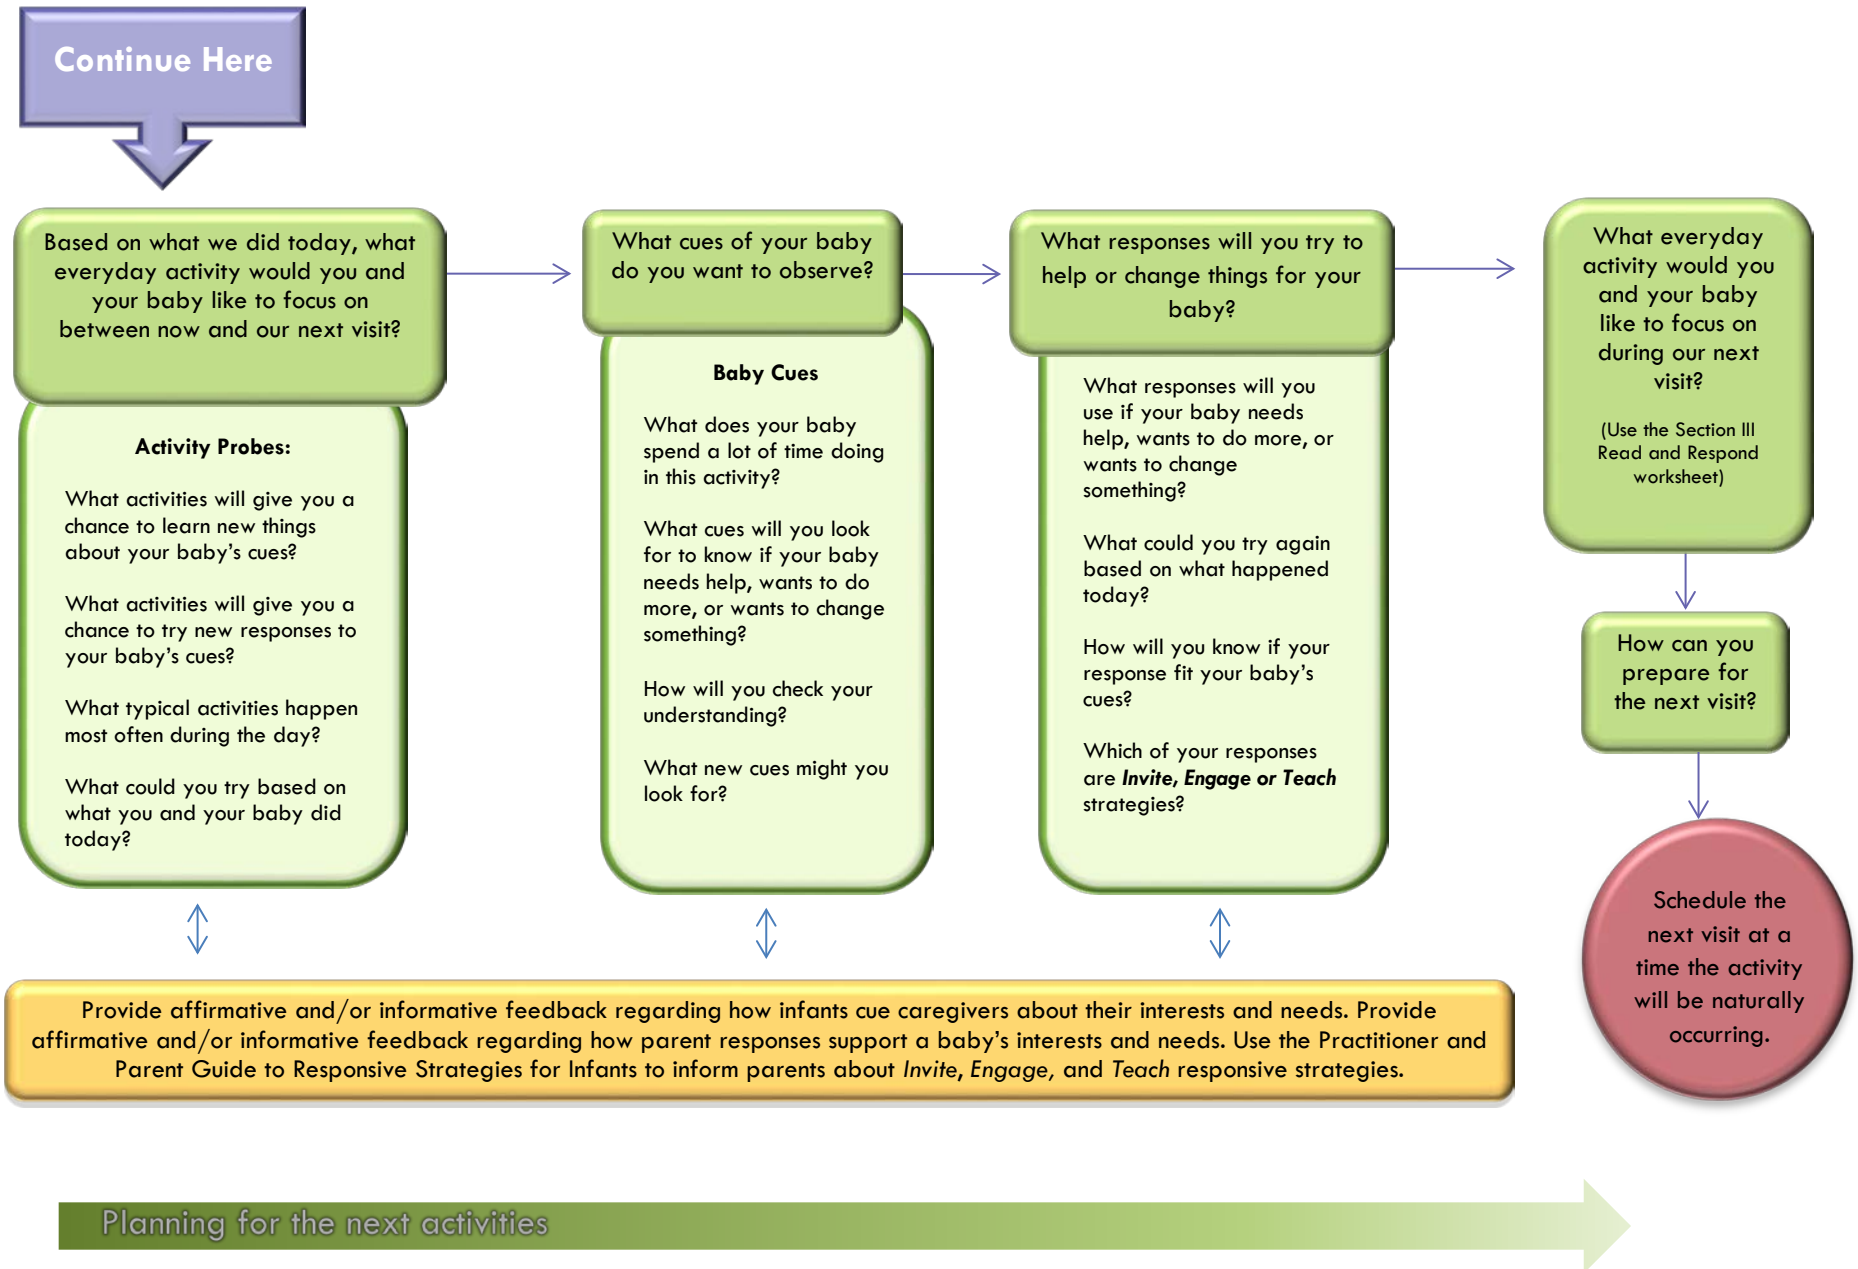 Continue Here
Based on what we did today, what
everyday activity would you and
your baby like to focus on
between now and our next visit?
Activity Probes:
What activities will give you a
chance to learn new things
about your baby’s cues?
What activities will give you a
chance to try new responses to
your baby’s cues?
What typical activities happen
most often during the day?
What could you try based on
what you and your baby did
today?
What cues of your baby
do you want to observe?
Baby Cues
What does your baby
spend a lot of time doing
in this activity?
What cues will you look
for to know if your baby
needs help, wants to do
more, or wants to change
something?
How will you check your
understanding?
What new cues might you
look for?
What responses will you try to
help or change things for your
baby?
What responses will you
use if your baby needs
help, wants to do more, or
wants to change
something?
What could you try again
based on what happened
today?
How will you know if your
response fit your baby’s
cues?
Which of your responses
are Invite, Engage or Teach
strategies?
What everyday
activity would you
and your baby
like to focus on
during our next
visit?
(Use the Section III
Read and Respond
worksheet)
How can you
prepare for
the next visit?
Schedule the
next visit at a
time the activity
will be naturally
occurring.
Provide affirmative and/or informative feedback regarding how infants cue caregivers about their interests and needs. Provide
affirmative and/or informative feedback regarding how parent responses support a baby’s interests and needs. Use the Practitioner and
Parent Guide to Responsive Strategies for Infants to inform parents about Invite, Engage, and Teach responsive strategies.
Planning for the next activities